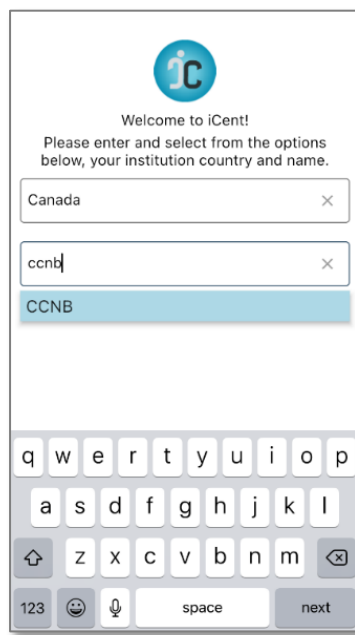 iC
Welcome to iCent!
Please enter and select from the options
below, your institution country and name.
Canada
ccnb
CCNB
q w e r t y u i o p
a s d f g h j k l
z x c v b n m
123 space next